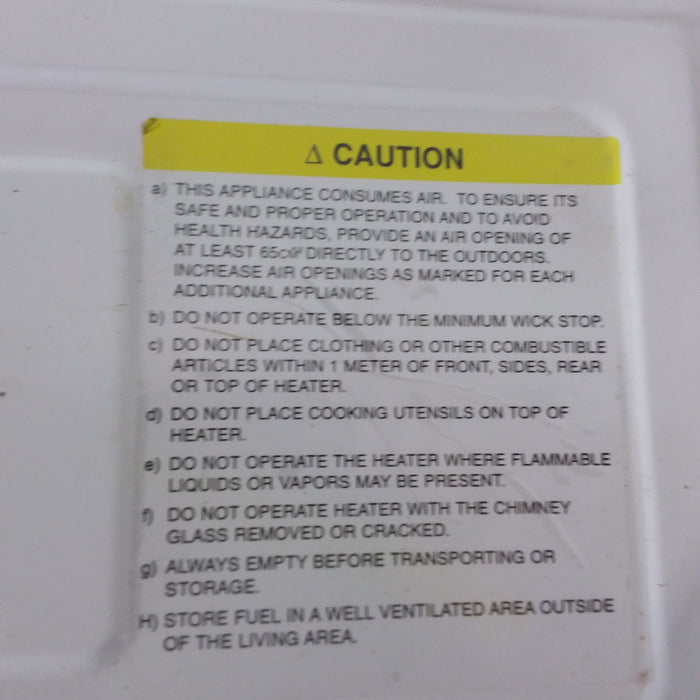 ⚠ CAUTION
a) THIS APPLIANCE CONSUMES AIR. TO ENSURE ITS
SAFE AND PROPER OPERATION AND TO AVOID
HEALTH HAZARDS, PROVIDE AN AIR OPENING OF
AT LEAST 65cm² DIRECTLY TO THE OUTDOORS.
INCREASE AIR OPENINGS AS MARKED FOR EACH
ADDITIONAL APPLIANCE.
b) DO NOT OPERATE BELOW THE MINIMUM WICK STOP.
c) DO NOT PLACE CLOTHING OR OTHER COMBUSTIBLE
ARTICLES WITHIN 1 METER OF FRONT, SIDES, REAR
OR TOP OF HEATER.
d) DO NOT PLACE COOKING UTENSILS ON TOP OF
HEATER.
e) DO NOT OPERATE THE HEATER WHERE FLAMMABLE
LIQUIDS OR VAPORS MAY BE PRESENT.
f) DO NOT OPERATE HEATER WITH THE CHIMNEY
GLASS REMOVED OR CRACKED.
g) ALWAYS EMPTY BEFORE TRANSPORTING OR
STORAGE.
H) STORE FUEL IN A WELL VENTILATED AREA OUTSIDE
OF THE LIVING AREA.